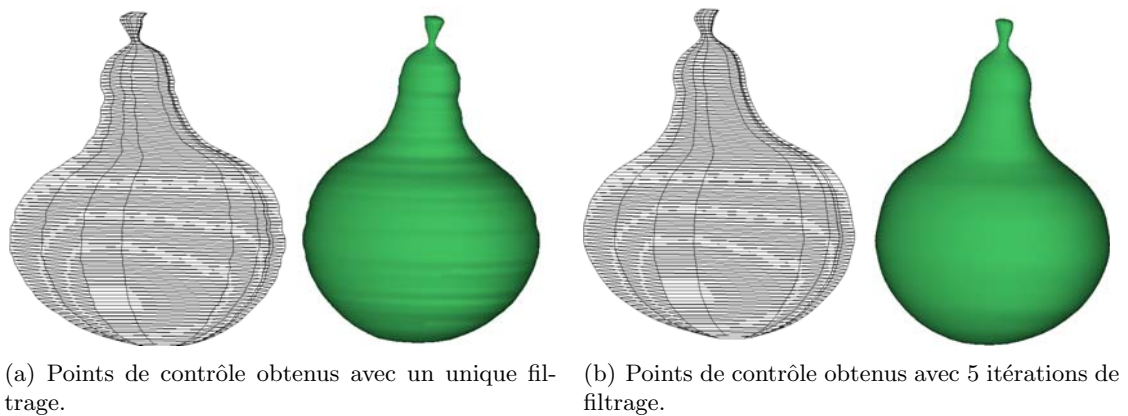 (a) Points de contrôle obtenus avec un unique fil-
trage.
(b) Points de contrôle obtenus avec 5 itérations de
filtrage.